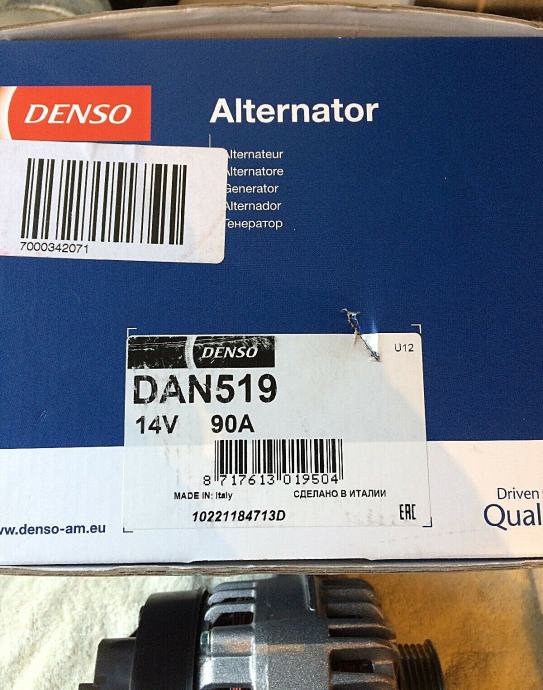 DENSO
Alternator
Alternateur
Alternatore
Generator
Alternador
Генератор
7000342071
DENSO
U12
DAN519
14V 90A
8 717613 019504
MADE IN: Italy СДЕЛАНО В ИТАЛИИ
10221184713D
EAC
Driven
www.denso-am.eu